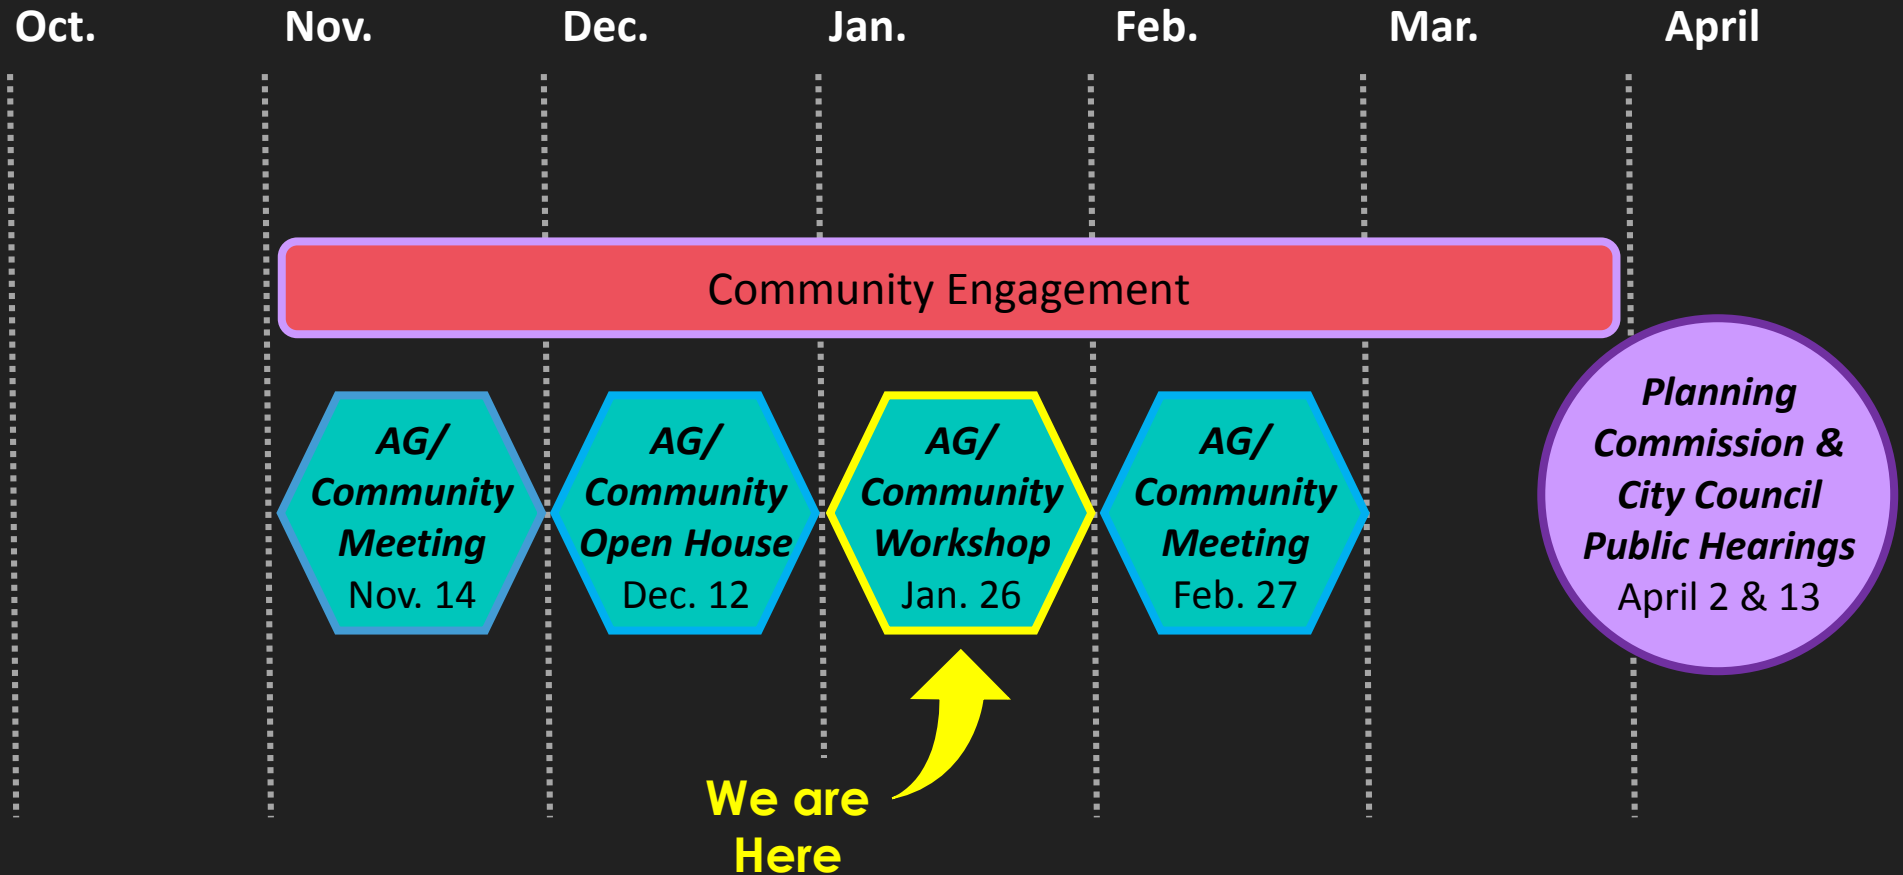 Oct.
Nov.
Dec.
Jan.
Feb.
Mar.
April
Community Engagement
AG/
Community
Meeting
Nov. 14
AG/
Community
Open House
Dec. 12
AG/
Community
Workshop
Jan. 26
AG/
Community
Meeting
Feb. 27
Planning
Commission &
City Council
Public Hearings
April 2 & 13
We are
Here